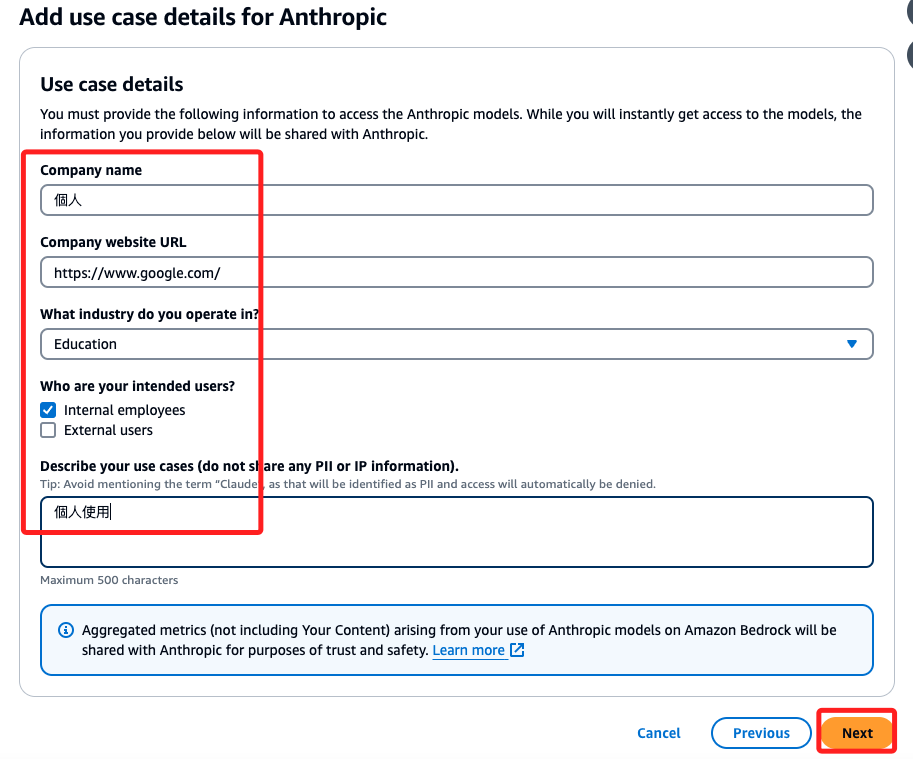 Add use case details for Anthropic
Use case details
You must provide the following information to access the Anthropic models. While you will instantly get access to the models, the
information you provide below will be shared with Anthropic.
Company name
個人
Company website URL
https://www.google.com/
What industry do you operate in?
Education
Who are your intended users?
Internal employees
External users
Describe your use cases (do not share any PII or IP information).
Tip: Avoid mentioning the term “Claude”, as that will be identified as PII and access will automatically be denied.
個人使用
Maximum 500 characters
Aggregated metrics (not including Your Content) arising from your use of Anthropic models on Amazon Bedrock will be
shared with Anthropic for purposes of trust and safety. Learn more
Cancel
Previous
Next